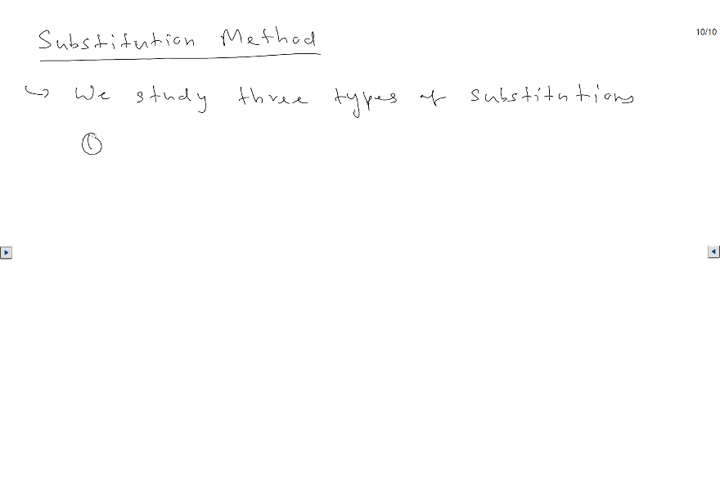 Substitution Method
10/10
↪ We study three types of substitutions
①